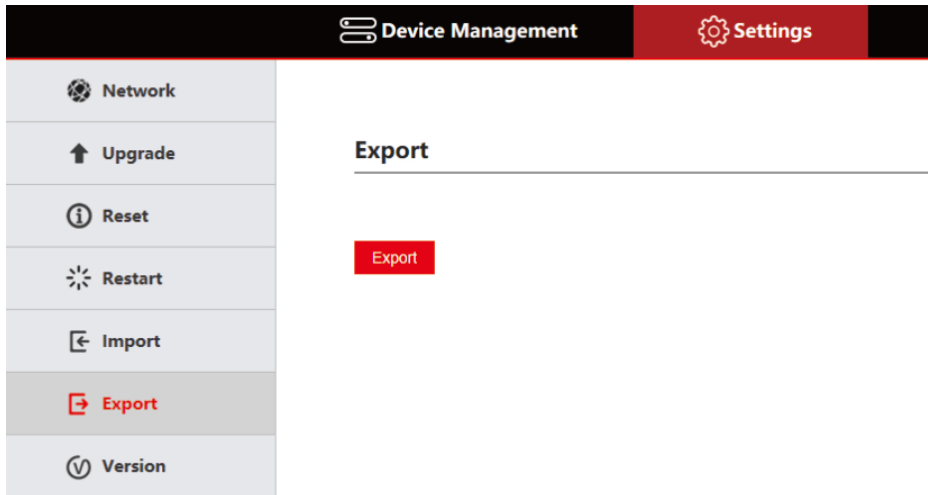 Device Management
Settings
Network
Upgrade
Reset
Restart
Import
Export
Version
Export
Export